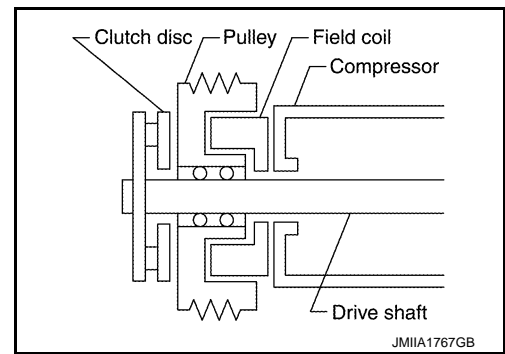 Clutch disc
Pulley
Field coil
Compressor
Drive shaft
JMIIA1767GB